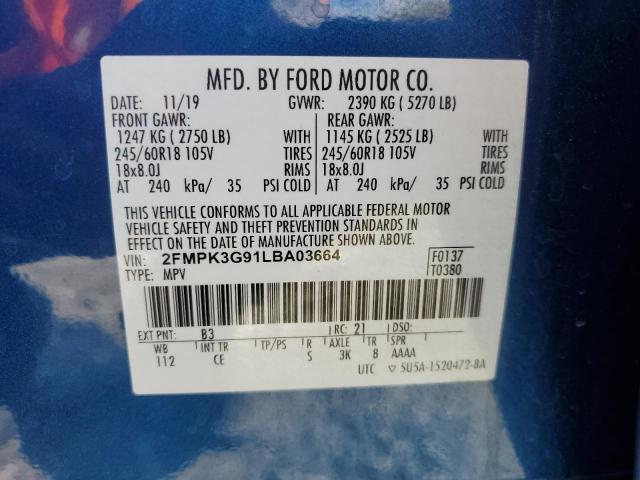 MFD. BY FORD MOTOR CO.
DATE: 11/19 GVWR: 2390 KG (5270 LB)
FRONT GAWR: REAR GAWR:
1247 KG (2750 LB) WITH 1145 KG (2525 LB) WITH
245/60R18 105V TIRES 245/60R18 105V TIRES
18x8.0J RIMS 18x8.0J RIMS
AT 240 kPa/ 35 PSI COLD AT 240 kPa/ 35 PSI COLD
THIS VEHICLE CONFORMS TO ALL APPLICABLE FEDERAL MOTOR
VEHICLE SAFETY AND THEFT PREVENTION STANDARDS IN
EFFECT ON THE DATE OF MANUFACTURE SHOWN ABOVE.
VIN: 2FMPK3G91LBA03664 F0137
TYPE: MPV T0380
EXT PNT: B3 RC: 21 DSO:
WB INT TR TP/PS R AXLE TR SPR
112 CE S 3K 8 AAAA
UTC ▽ 5U5A-1520472-BA